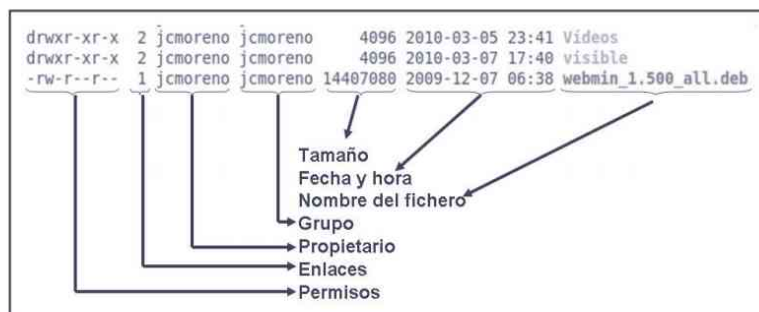 drwxr-xr-x 2 jcmoreno jcmoreno 4096 2010-03-05 23:41 Vídeos
drwxr-xr-x 2 jcmoreno jcmoreno 4096 2010-03-07 17:40 visible
-rw-r--r-- 1 jcmoreno jcmoreno 14407080 2009-12-07 06:38 webmin_1.500_all.deb
Tamaño
Fecha y hora
Nombre del fichero
Grupo
Propietario
Enlaces
Permisos